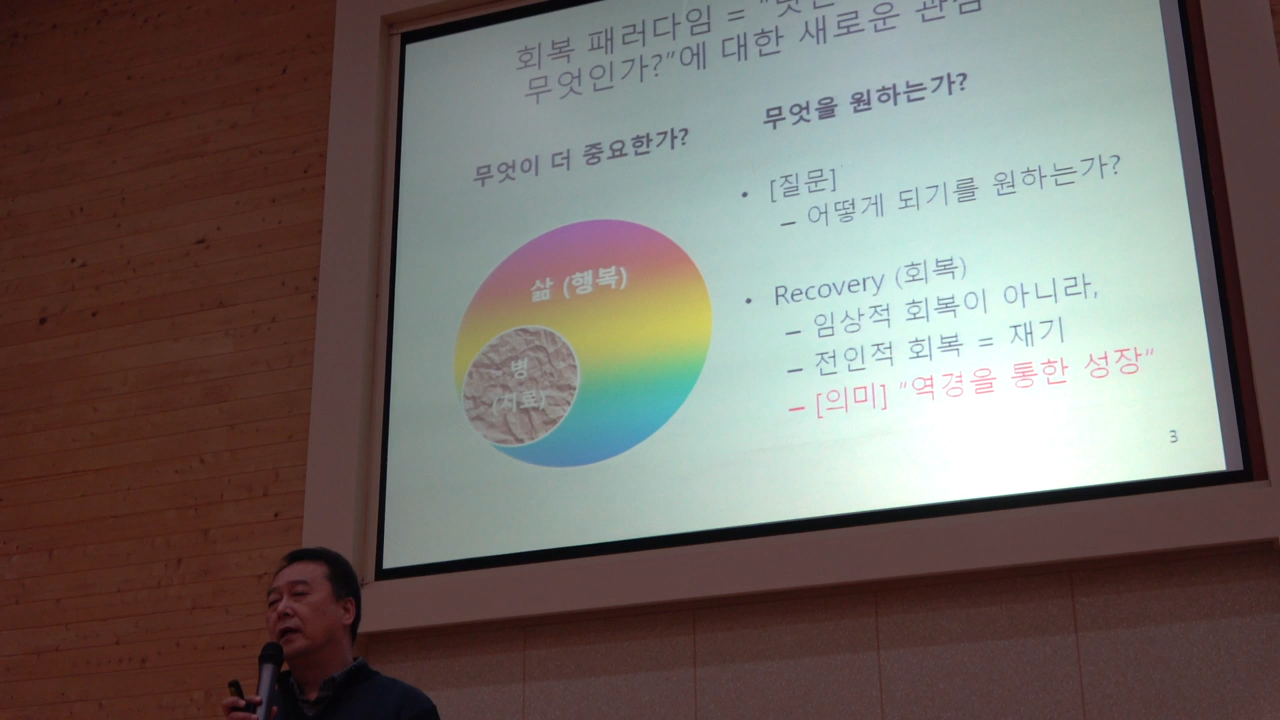 회복 패러다임 = "
무엇인가?"에 대한 새로운 관점
무엇이 더 중요한가?
삶 (행복)
병
(치료)
무엇을 원하는가?
• [질문]
– 어떻게 되기를 원하는가?
• Recovery (회복)
– 임상적 회복이 아니라,
– 전인적 회복 = 재기
– [의미] "역경을 통한 성장"
3